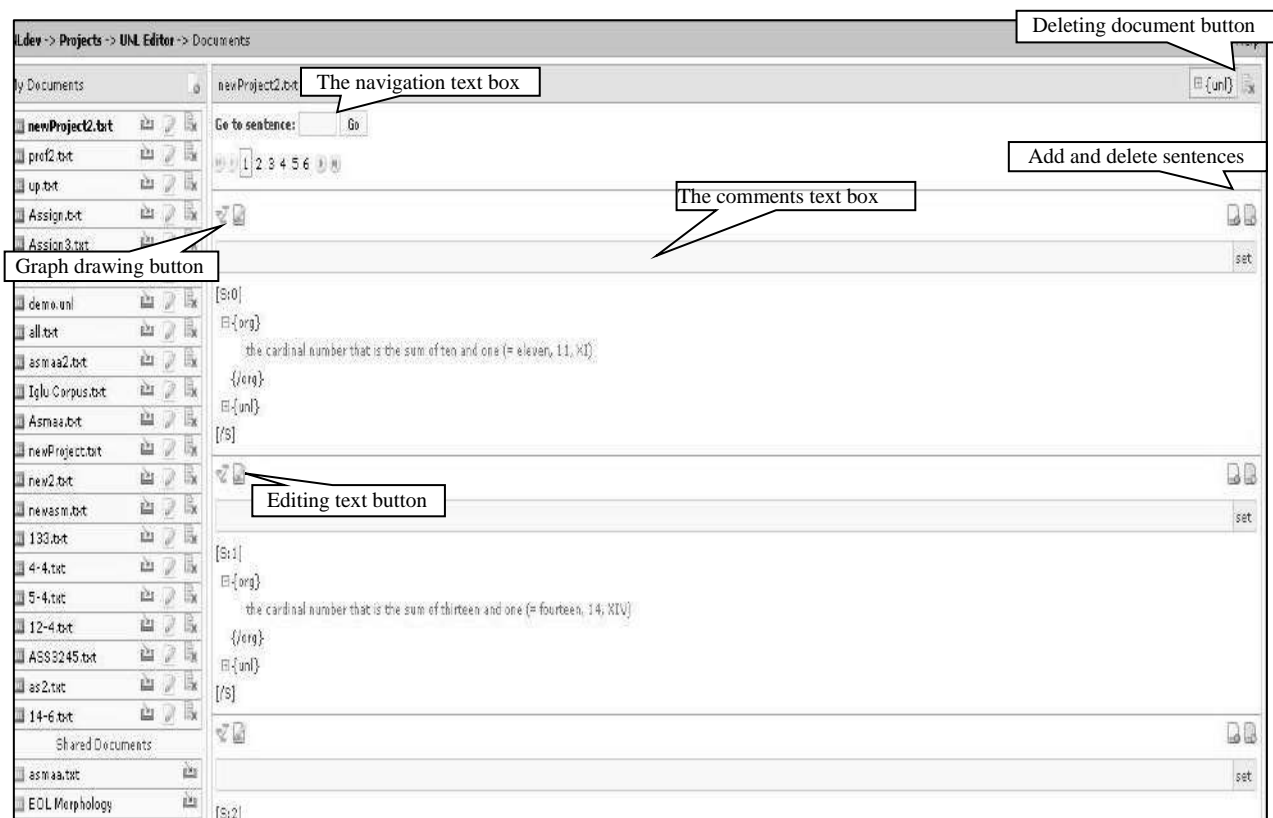 Deleting document button
Ldev -> Projects -> UNL Editor -> Documents
My Documents
newProject2.txt
{unl}
The navigation text box
newProject2.txt
Go to sentence:
Go
prof2.txt
1 2 3 4 5 6
Add and delete sentences
up.txt
The comments text box
Assign.txt
Assign3.txt
Graph drawing button
set
demo.unl
[S:0]
{org}
all.txt
the cardinal number that is the sum of ten and one (= eleven, 11, XI)
asmaa2.txt
{/org}
Iglu Corpus.txt
{unl}
Asmaa.txt
[/S]
newProject.txt
new2.txt
Editing text button
newasm.txt
set
133.txt
[S:1]
4-4.txt
{org}
5-4.txt
the cardinal number that is the sum of thirteen and one (= fourteen, 14, XIV)
12-4.txt
{/org}
ASS3245.txt
{unl}
as2.txt
[/S]
14-6.txt
Shared Documents
asmaa.txt
set
EOL Morphology
[S:2]